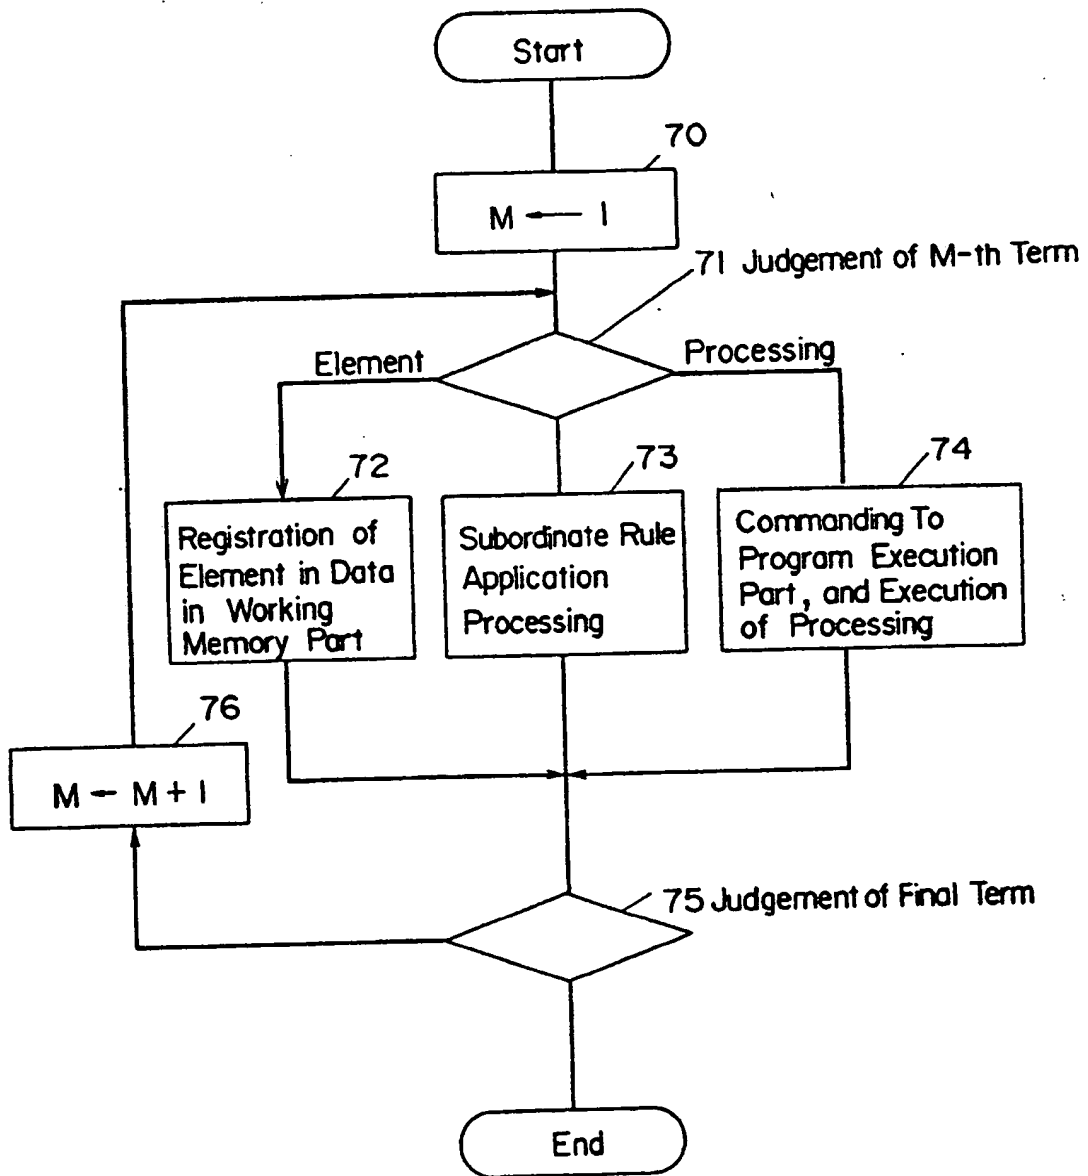 Start
70
M ← 1
71 Judgement of M-th Term
Element
Processing
72
Registration of
Element in Data
in Working
Memory Part
73
Subordinate Rule
Application
Processing
74
Commanding To
Program Execution
Part, and Execution
of Processing
76
M ← M + 1
75 Judgement of Final Term
End